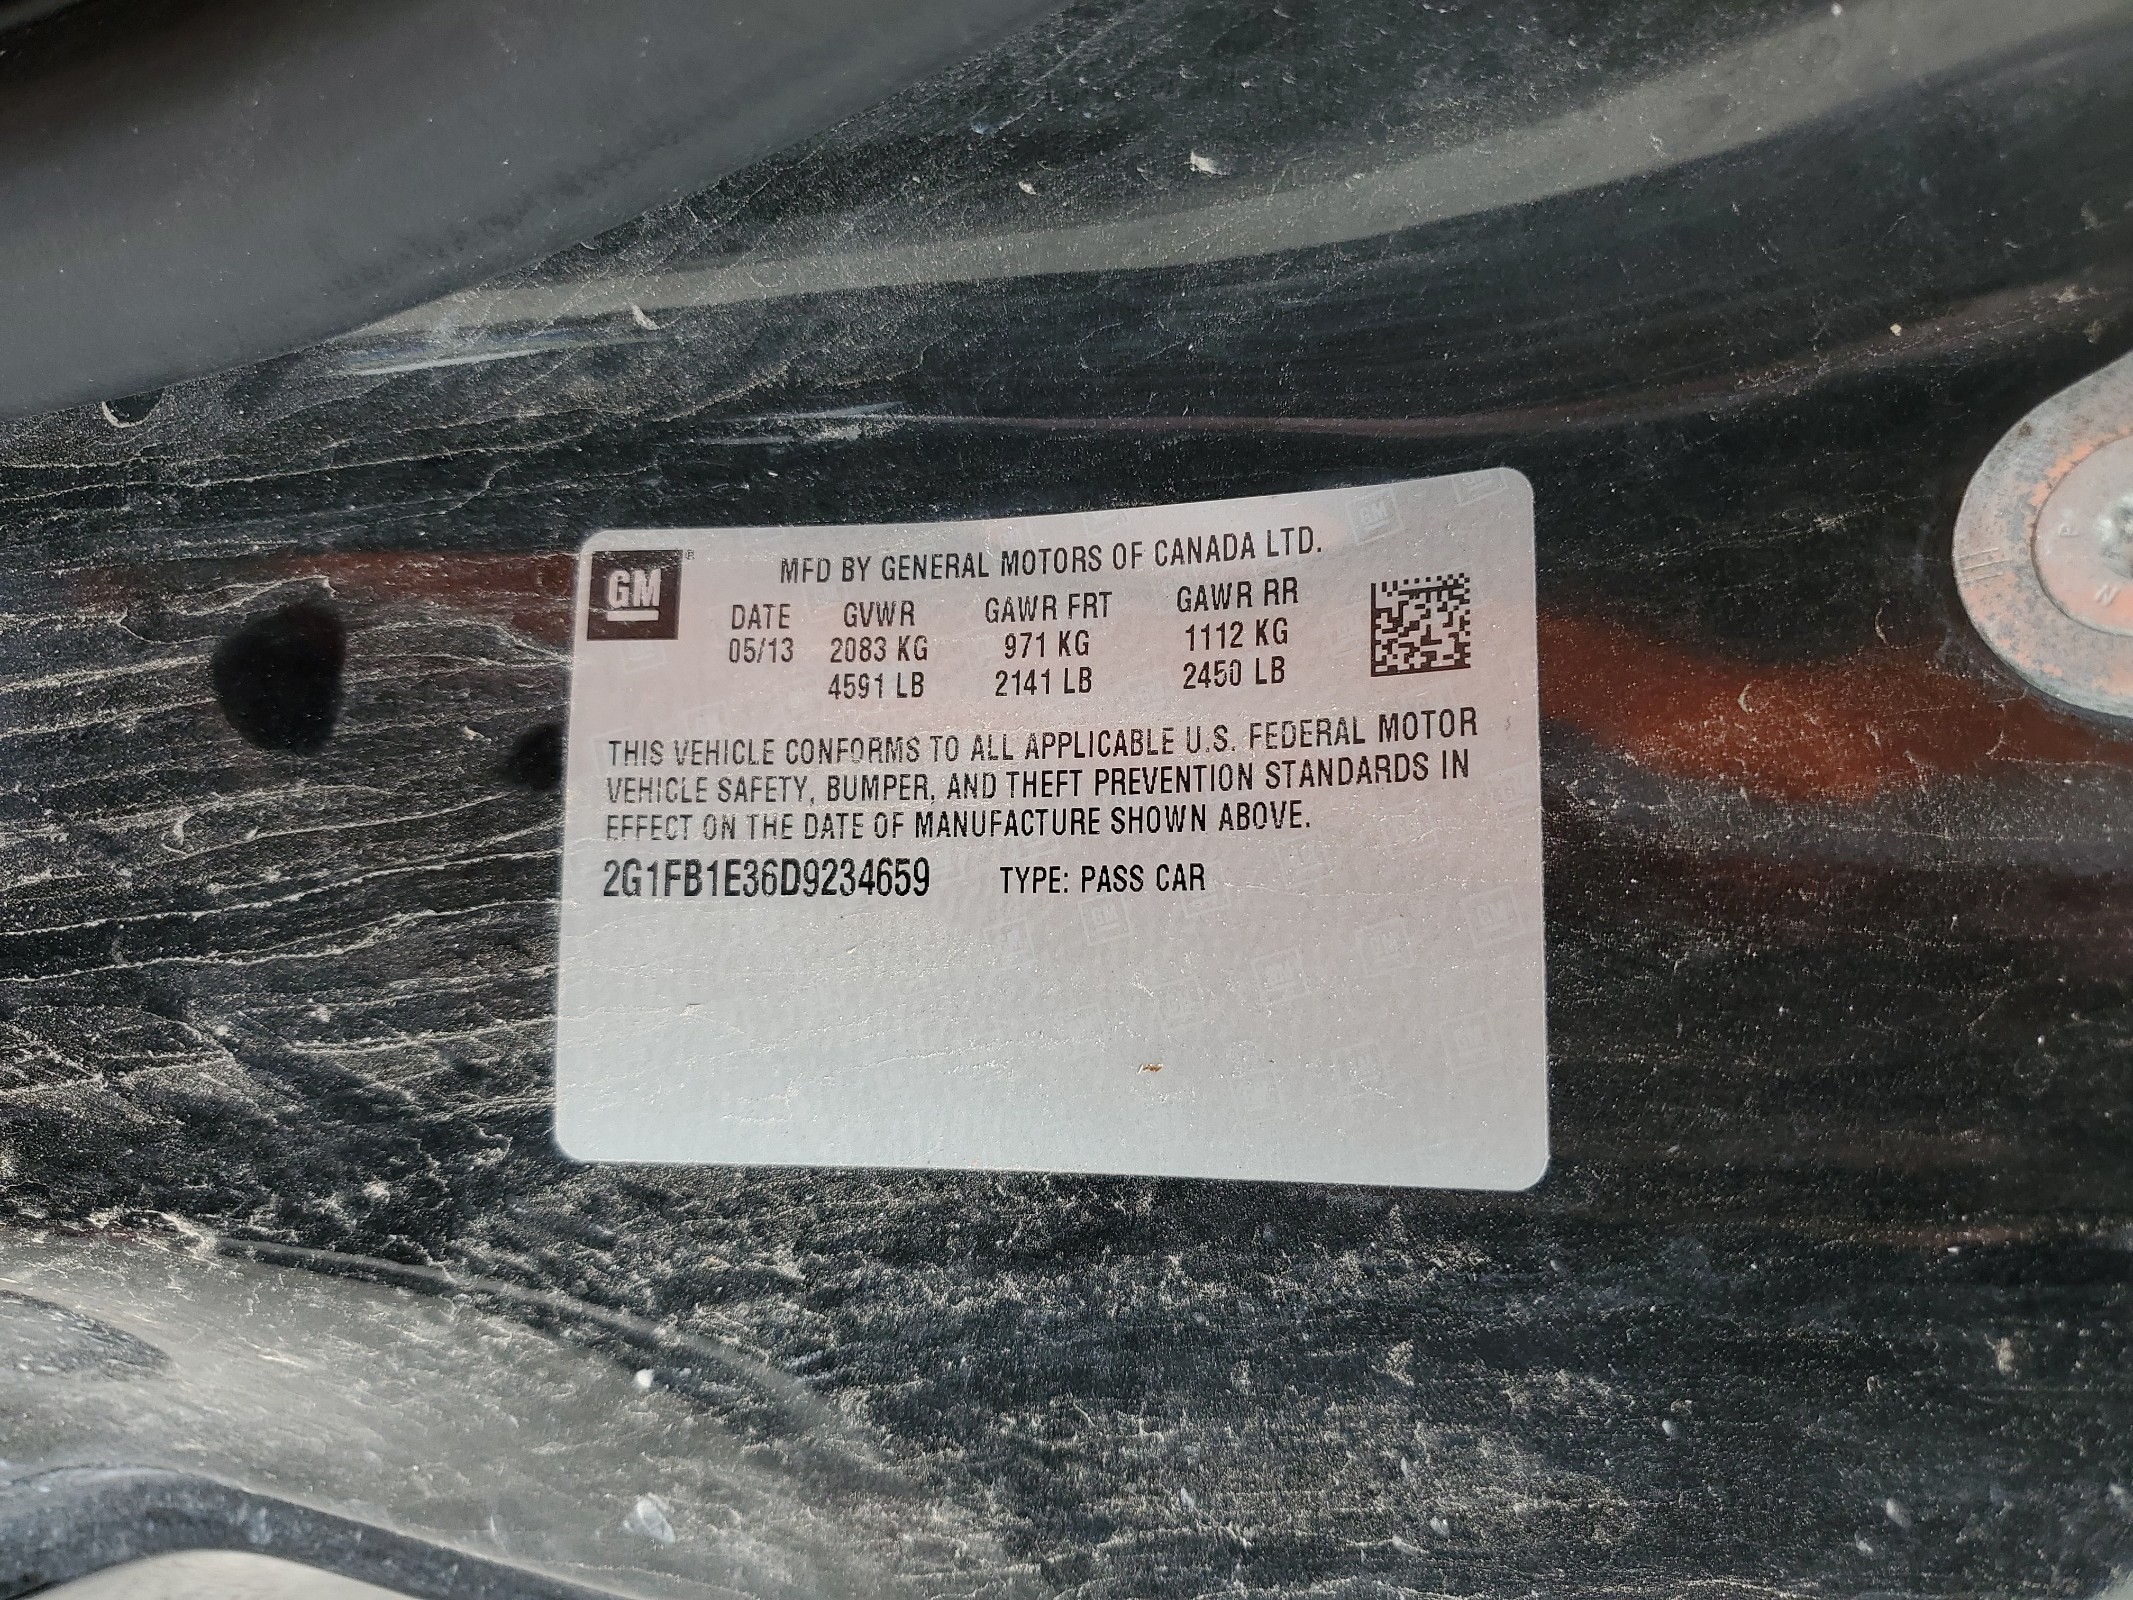 GM®
MFD BY GENERAL MOTORS OF CANADA LTD.
DATE GVWR GAWR FRT GAWR RR
05/13 2083 KG 971 KG 1112 KG
4591 LB 2141 LB 2450 LB
THIS VEHICLE CONFORMS TO ALL APPLICABLE U.S. FEDERAL MOTOR
VEHICLE SAFETY, BUMPER, AND THEFT PREVENTION STANDARDS IN
EFFECT ON THE DATE OF MANUFACTURE SHOWN ABOVE.
2G1FB1E36D9234659 TYPE: PASS CAR